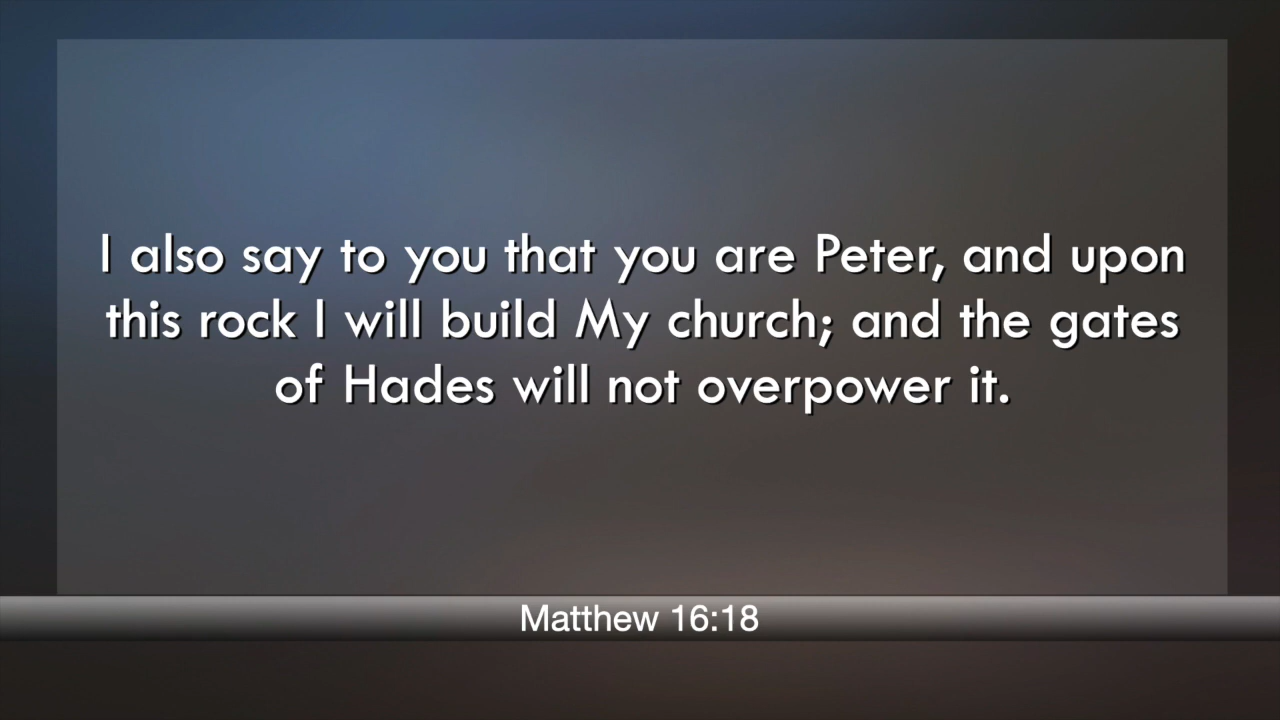 I also say to you that you are Peter, and upon
this rock I will build My church; and the gates
of Hades will not overpower it.
Matthew 16:18